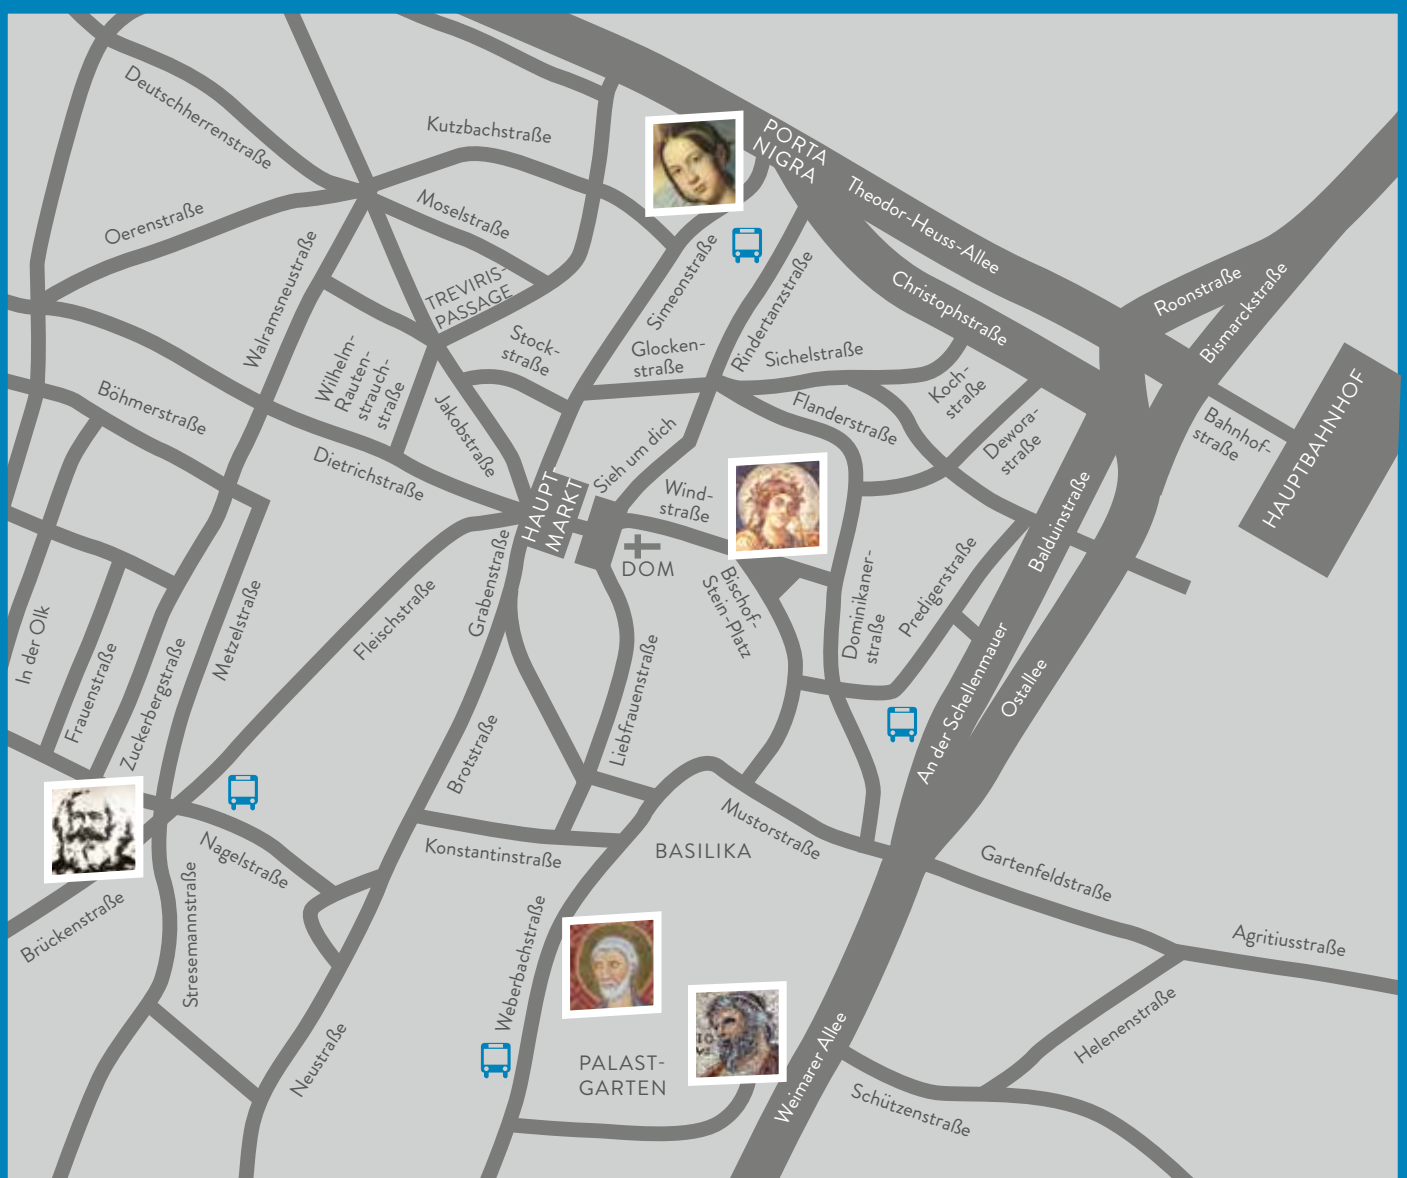 Deutschherrenstraße
Kutzbachstraße
PORTA
NIGRA
Theodor-Heuss-Allee
Oerenstraße
Moselstraße
Walramsneustraße
TREVIRIS-
PASSAGE
Simeonstraße
Rindertanzstraße
Christophstraße
Roonstraße
Bismarckstraße
Wilhelm-
Rauten-
strauch-
straße
Stock-
straße
Glocken-
straße
Sichelstraße
Koch-
straße
Böhmerstraße
Jakobstraße
Flanderstraße
Dewora-
straße
Bahnhof-
straße
HAUPTBAHNHOF
Dietrichstraße
Sieh um dich
HAUPT
MARKT
Wind-
straße
Balduinstraße
DOM
Grabenstraße
Fleischstraße
Bischof-
Stein-Platz
Dominikaner-
straße
Predigerstraße
In der Olk
Frauenstraße
Zuckerbergstraße
Metzelstraße
Liebfrauenstraße
An der Schellenmauer
Ostallee
Brotstraße
Nagelstraße
Konstantinstraße
BASILIKA
Mustorstraße
Gartenfeldstraße
Brückenstraße
Stresemannstraße
Weberbachstraße
Agritiusstraße
Neustraße
PALAST-
GARTEN
Weimarer Allee
Helenenstraße
Schützenstraße